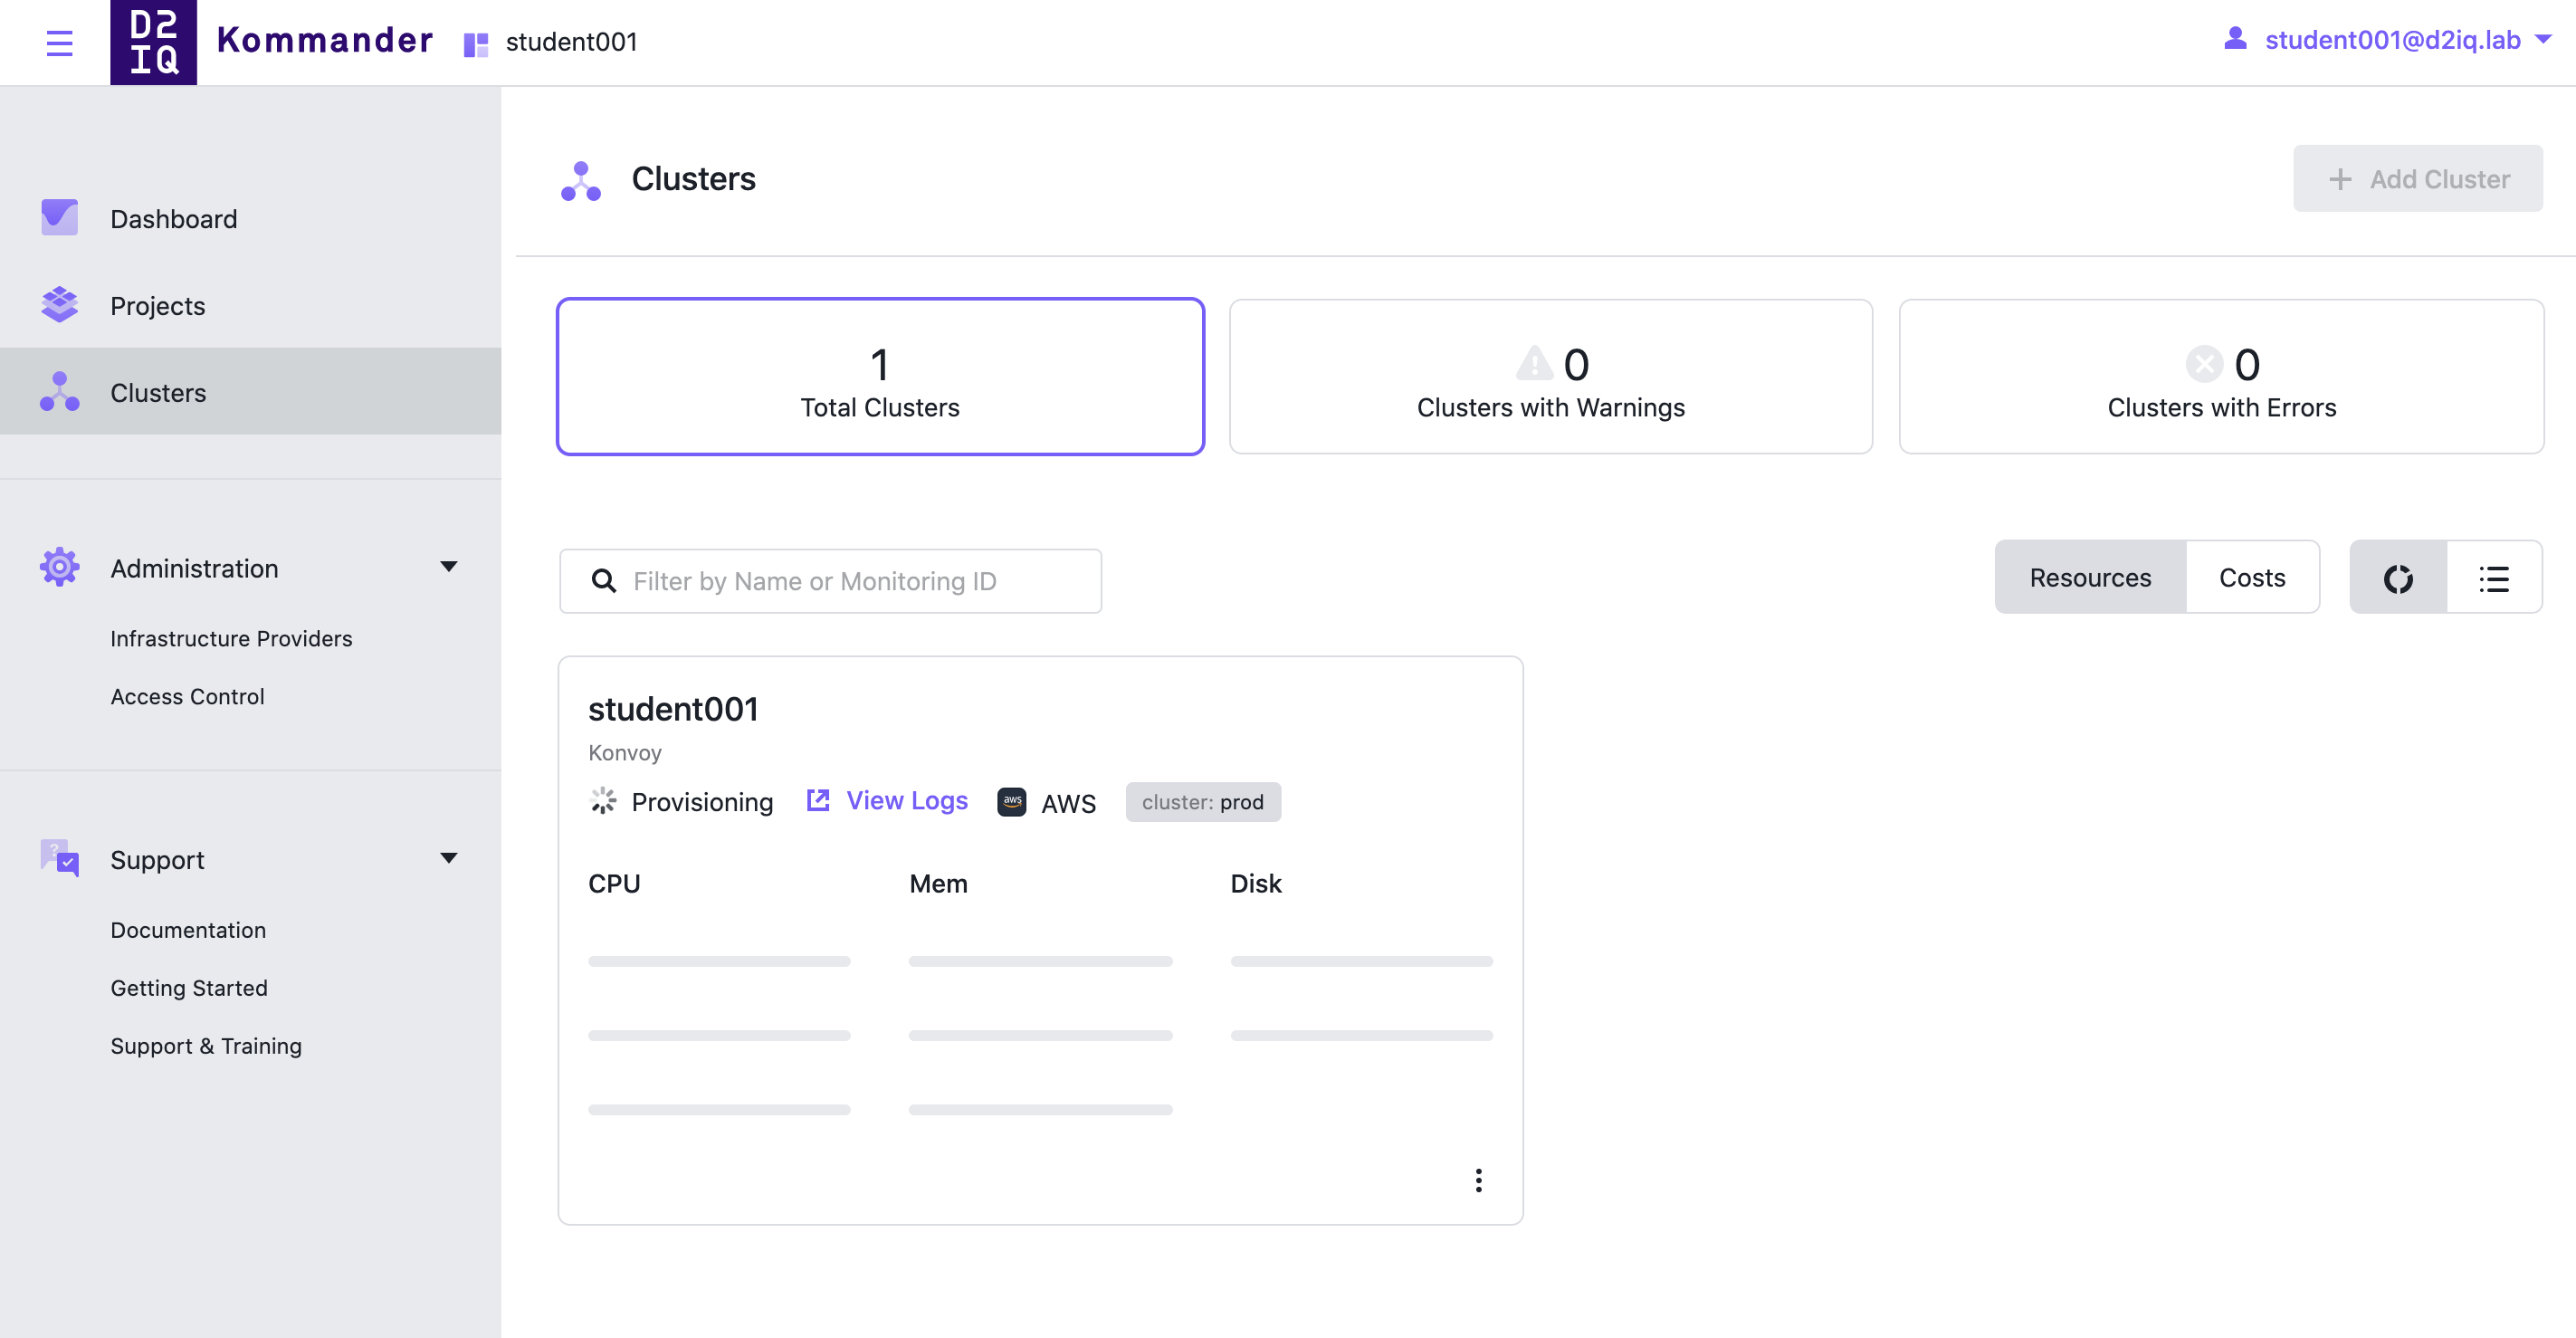 D2
IQ
Kommander
student001
student001@d2iq.lab
Dashboard
Projects
Clusters
Administration
Infrastructure Providers
Access Control
Support
Documentation
Getting Started
Support & Training
Clusters
+ Add Cluster
1
Total Clusters
0
Clusters with Warnings
0
Clusters with Errors
Filter by Name or Monitoring ID
Resources
Costs
student001
Konvoy
Provisioning View Logs aws AWS cluster: prod
CPU Mem Disk